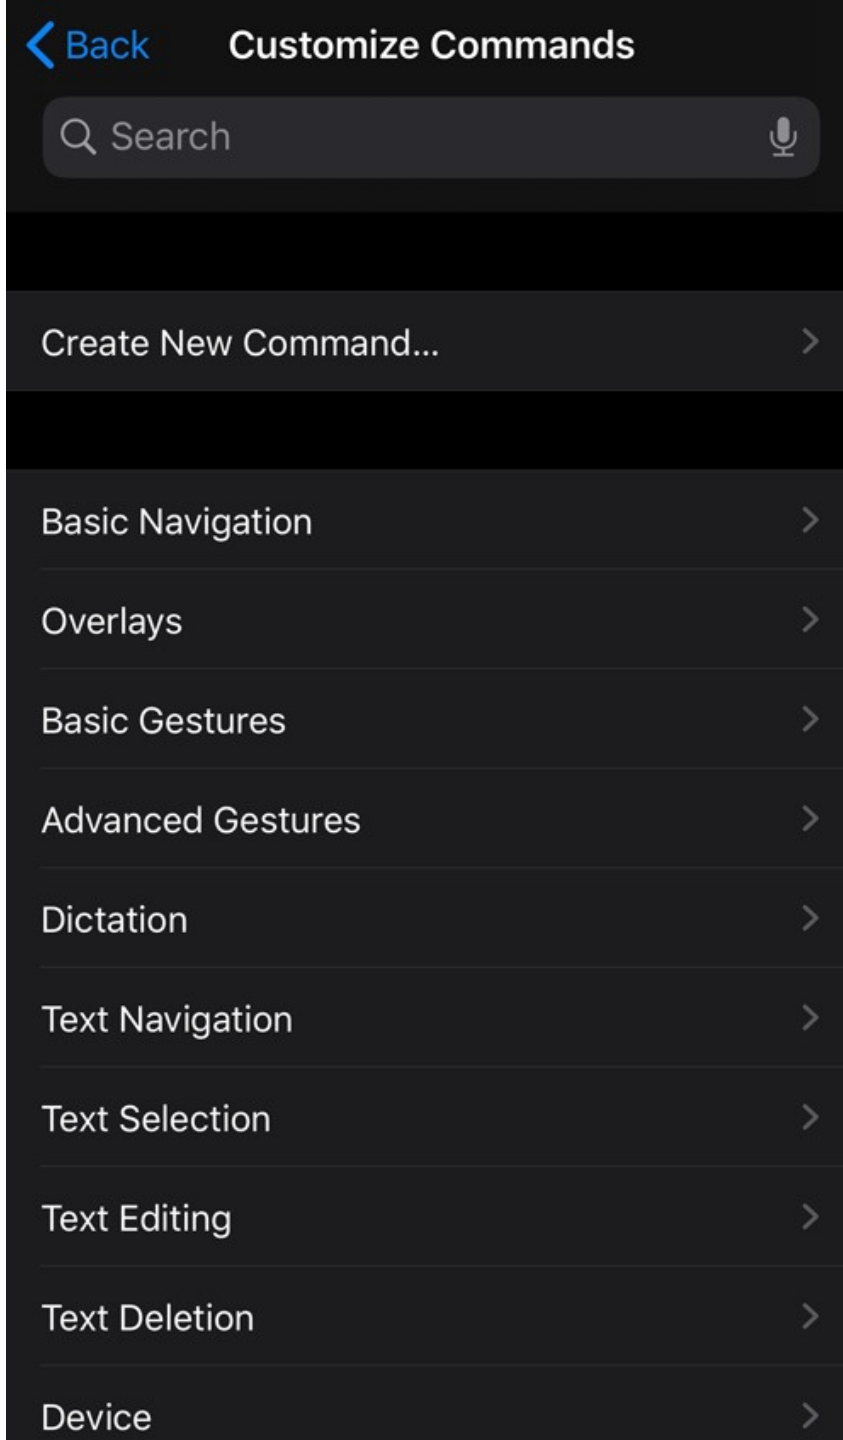 Back
Customize Commands
Search
Create New Command...
Basic Navigation
Overlays
Basic Gestures
Advanced Gestures
Dictation
Text Navigation
Text Selection
Text Editing
Text Deletion
Device